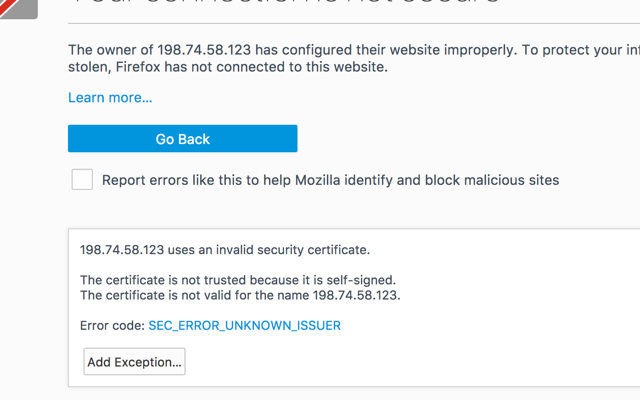 The owner of 198.74.58.123 has configured their website improperly. To protect your
stolen, Firefox has not connected to this website.
Learn more...
Go Back
Report errors like this to help Mozilla identify and block malicious sites
198.74.58.123 uses an invalid security certificate.
The certificate is not trusted because it is self-signed.
The certificate is not valid for the name 198.74.58.123.
Error code: SEC_ERROR_UNKNOWN_ISSUER
Add Exception...